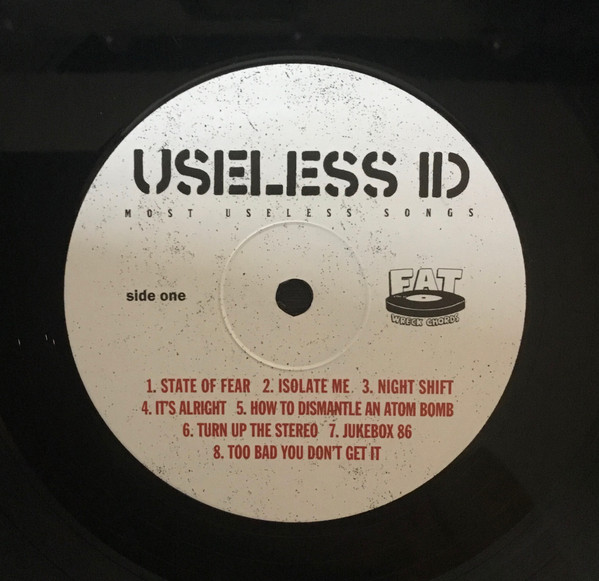 USELESS ID
MOST USELESS SONGS
side one
FAT
WRECK CHORDS
1. STATE OF FEAR 2. ISOLATE ME 3. NIGHT SHIFT
4. IT'S ALRIGHT 5. HOW TO DISMANTLE AN ATOM BOMB
6. TURN UP THE STEREO 7. JUKEBOX 86
8. TOO BAD YOU DON'T GET IT